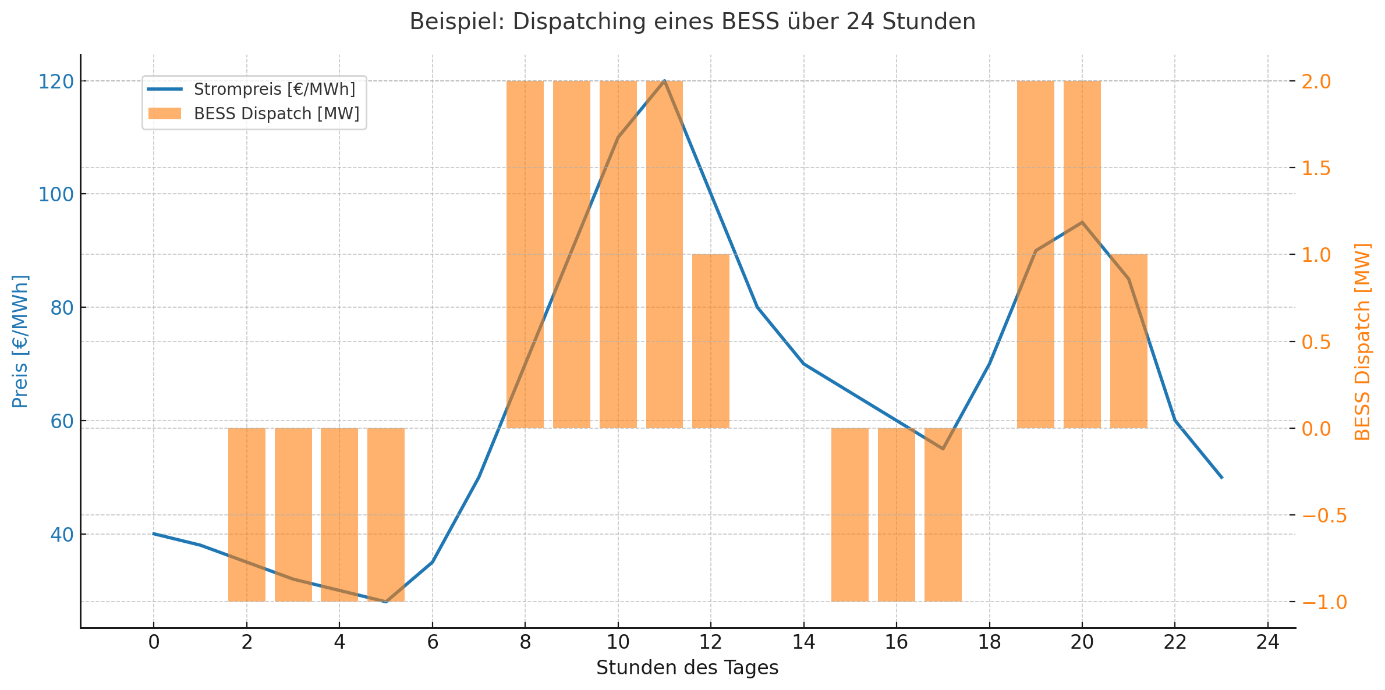 Beispiel: Dispatching eines BESS über 24 Stunden
Strompreis [€/MWh]
BESS Dispatch [MW]
Preis [€/MWh]
120
100
80
60
40
2.0
1.5
1.0
0.5
0.0
−0.5
−1.0
BESS Dispatch [MW]
0 2 4 6 8 10 12 14 16 18 20 22 24
Stunden des Tages